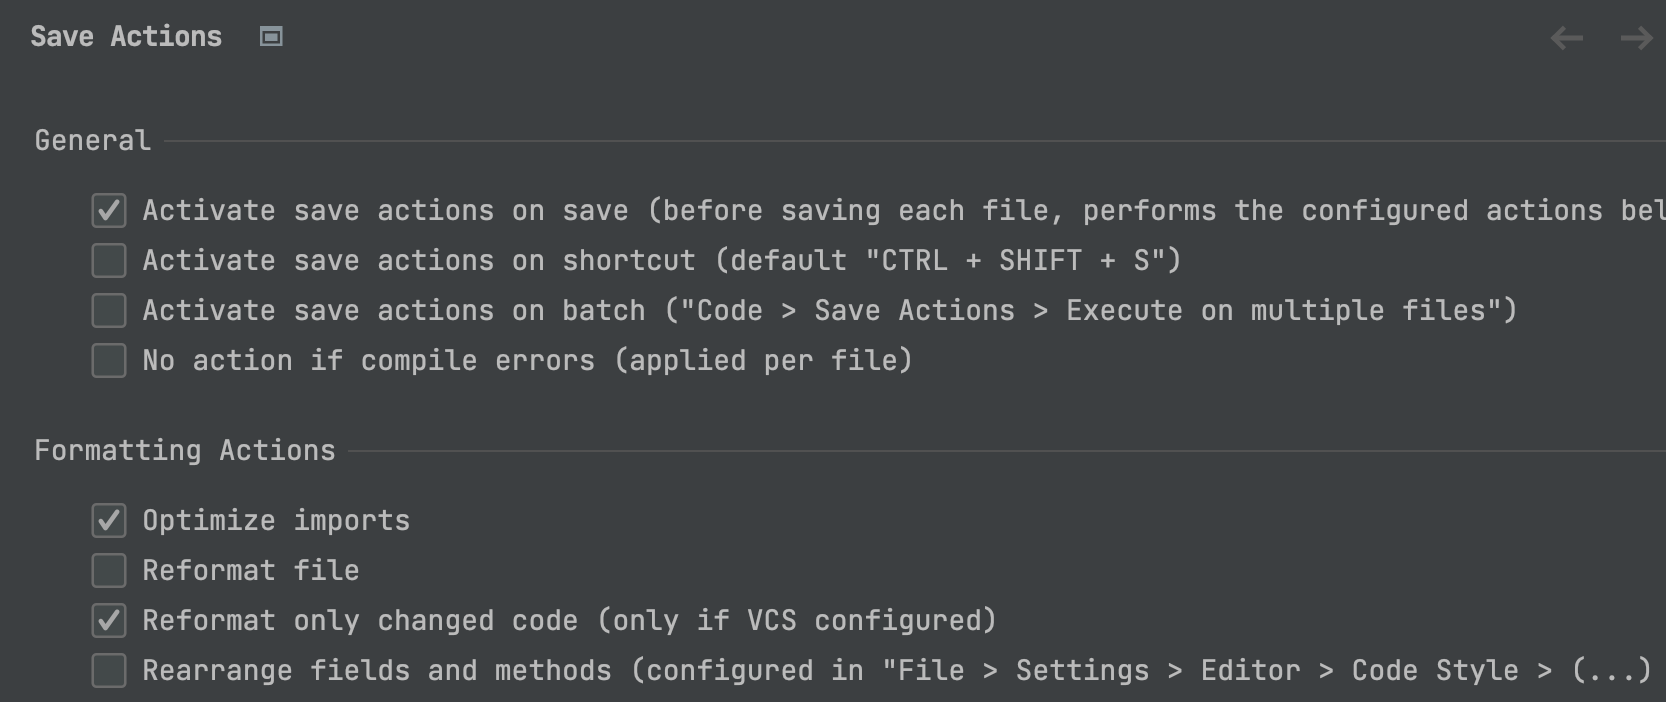 Save Actions
General
Activate save actions on save (before saving each file, performs the configured actions bel
Activate save actions on shortcut (default "CTRL + SHIFT + S")
Activate save actions on batch ("Code > Save Actions > Execute on multiple files")
No action if compile errors (applied per file)
Formatting Actions
Optimize imports
Reformat file
Reformat only changed code (only if VCS configured)
Rearrange fields and methods (configured in "File > Settings > Editor > Code Style > (...)